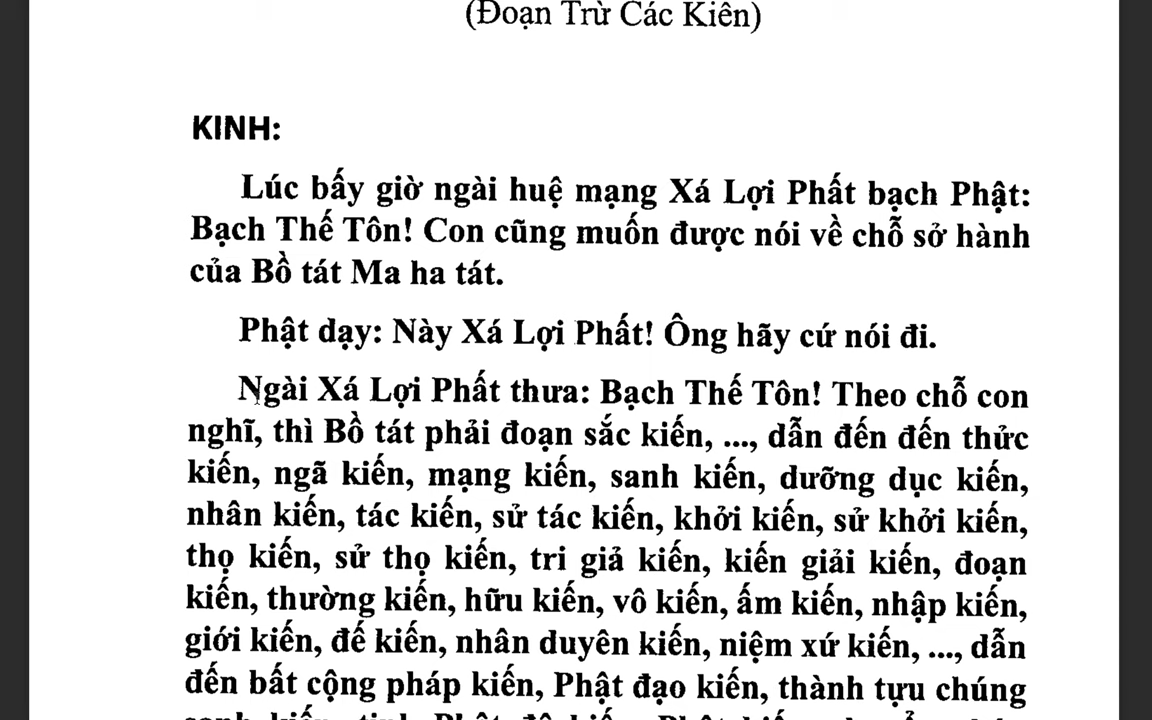 (Đoạn Trừ Các Kiên)
KINH:
Lúc bấy giờ ngài huệ mạng Xá Lợi Phất bạch Phật:
Bạch Thế Tôn! Con cũng muốn được nói về chỗ sở hành
của Bồ tát Ma ha tát.
Phật dạy: Này Xá Lợi Phất! Ông hãy cứ nói đi.
Ngài Xá Lợi Phất thưa: Bạch Thế Tôn! Theo chỗ con
nghĩ, thì Bồ tát phải đoạn sắc kiến, ..., dẫn đến đến thức
kiến, ngã kiến, mạng kiến, sanh kiến, dưỡng dục kiến,
nhân kiến, tác kiến, sử tác kiến, khởi kiến, sử khởi kiến,
thọ kiến, sử thọ kiến, tri giả kiến, kiến giải kiến, đoạn
kiến, thường kiến, hữu kiến, vô kiến, ấm kiến, nhập kiến,
giới kiến, đế kiến, nhân duyên kiến, niệm xứ kiến, ..., dẫn
đến bất cộng pháp kiến, Phật đạo kiến, thành tựu chúng